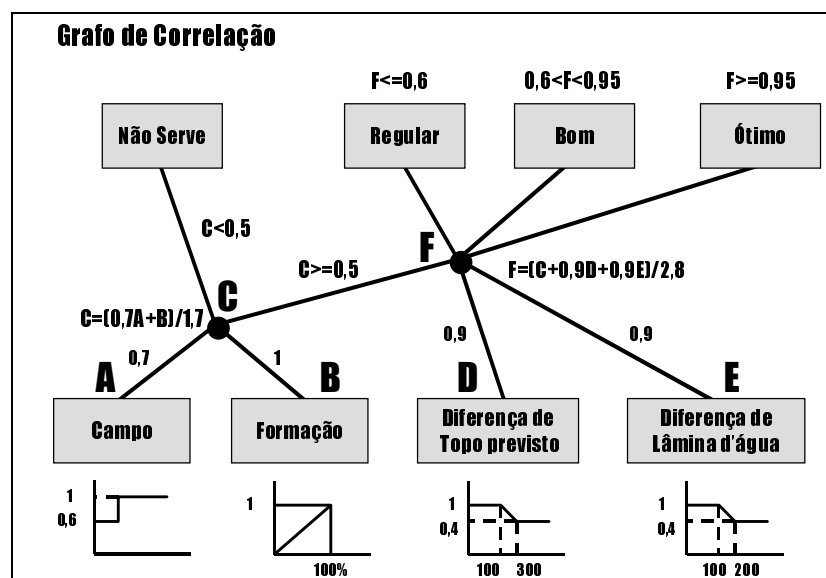 Grafo de Correlação
F<=0,6
0,6<F<0,95
F>=0,95
Não Serve
Regular
Bom
Ótimo
C<0,5
C>=0,5
F
F=(C+0,9D+0,9E)/2,8
C
C=(0,7A+B)/1,7
0,7
1
0,9
0,9
A
B
D
E
Campo
Formação
Diferença de
Topo previsto
Diferença de
Lâmina d'água
1
0,6
1
100%
1
0,4
100 300
1
0,4
100 200